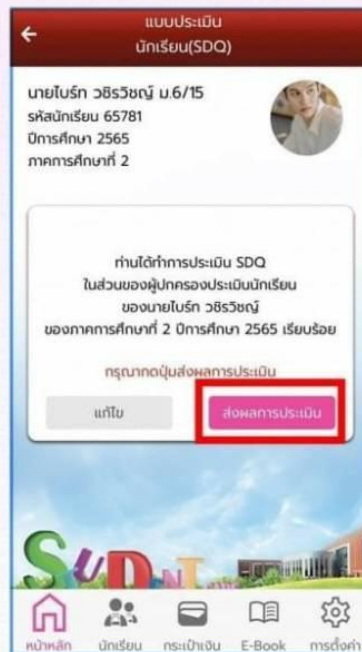 แบบประเมิน
นักเรียน(SDQ)
นายไบร์ท วชิรวิชญ์ ม.6/15
รหัสนักเรียน 65781
ปีการศึกษา 2565
ภาคการศึกษาที่ 2
ท่านได้ทำการประเมิน SDQ
ในส่วนของผู้ปกครองประเมินนักเรียน
ของนายไบร์ท วชิรวิชญ์
ของภาคการศึกษาที่ 2 ปีการศึกษา 2565 เรียบร้อย
กรุณากดปุ่มส่งผลการประเมิน
แก้ไข
ส่งผลการประเมิน
SUDNT
หน้าหลัก
นักเรียน
กระเป๋าเงิน
E-Book
การตั้งค่า